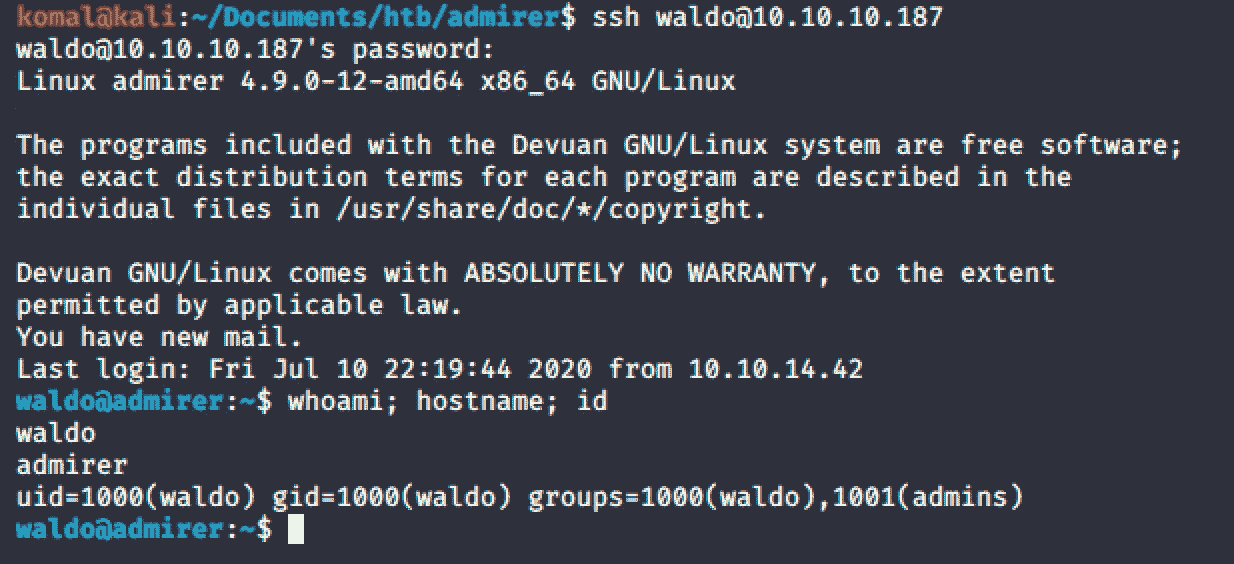 komal@kali:~/Documents/htb/admirer$ ssh waldo@10.10.10.187
waldo@10.10.10.187's password:
Linux admirer 4.9.0-12-amd64 x86_64 GNU/Linux
The programs included with the Devuan GNU/Linux system are free software;
the exact distribution terms for each program are described in the
individual files in /usr/share/doc/*/copyright.
Devuan GNU/Linux comes with ABSOLUTELY NO WARRANTY, to the extent
permitted by applicable law.
You have new mail.
Last login: Fri Jul 10 22:19:44 2020 from 10.10.14.42
waldo@admirer:~$ whoami; hostname; id
waldo
admirer
uid=1000(waldo) gid=1000(waldo) groups=1000(waldo),1001(admins)
waldo@admirer:~$